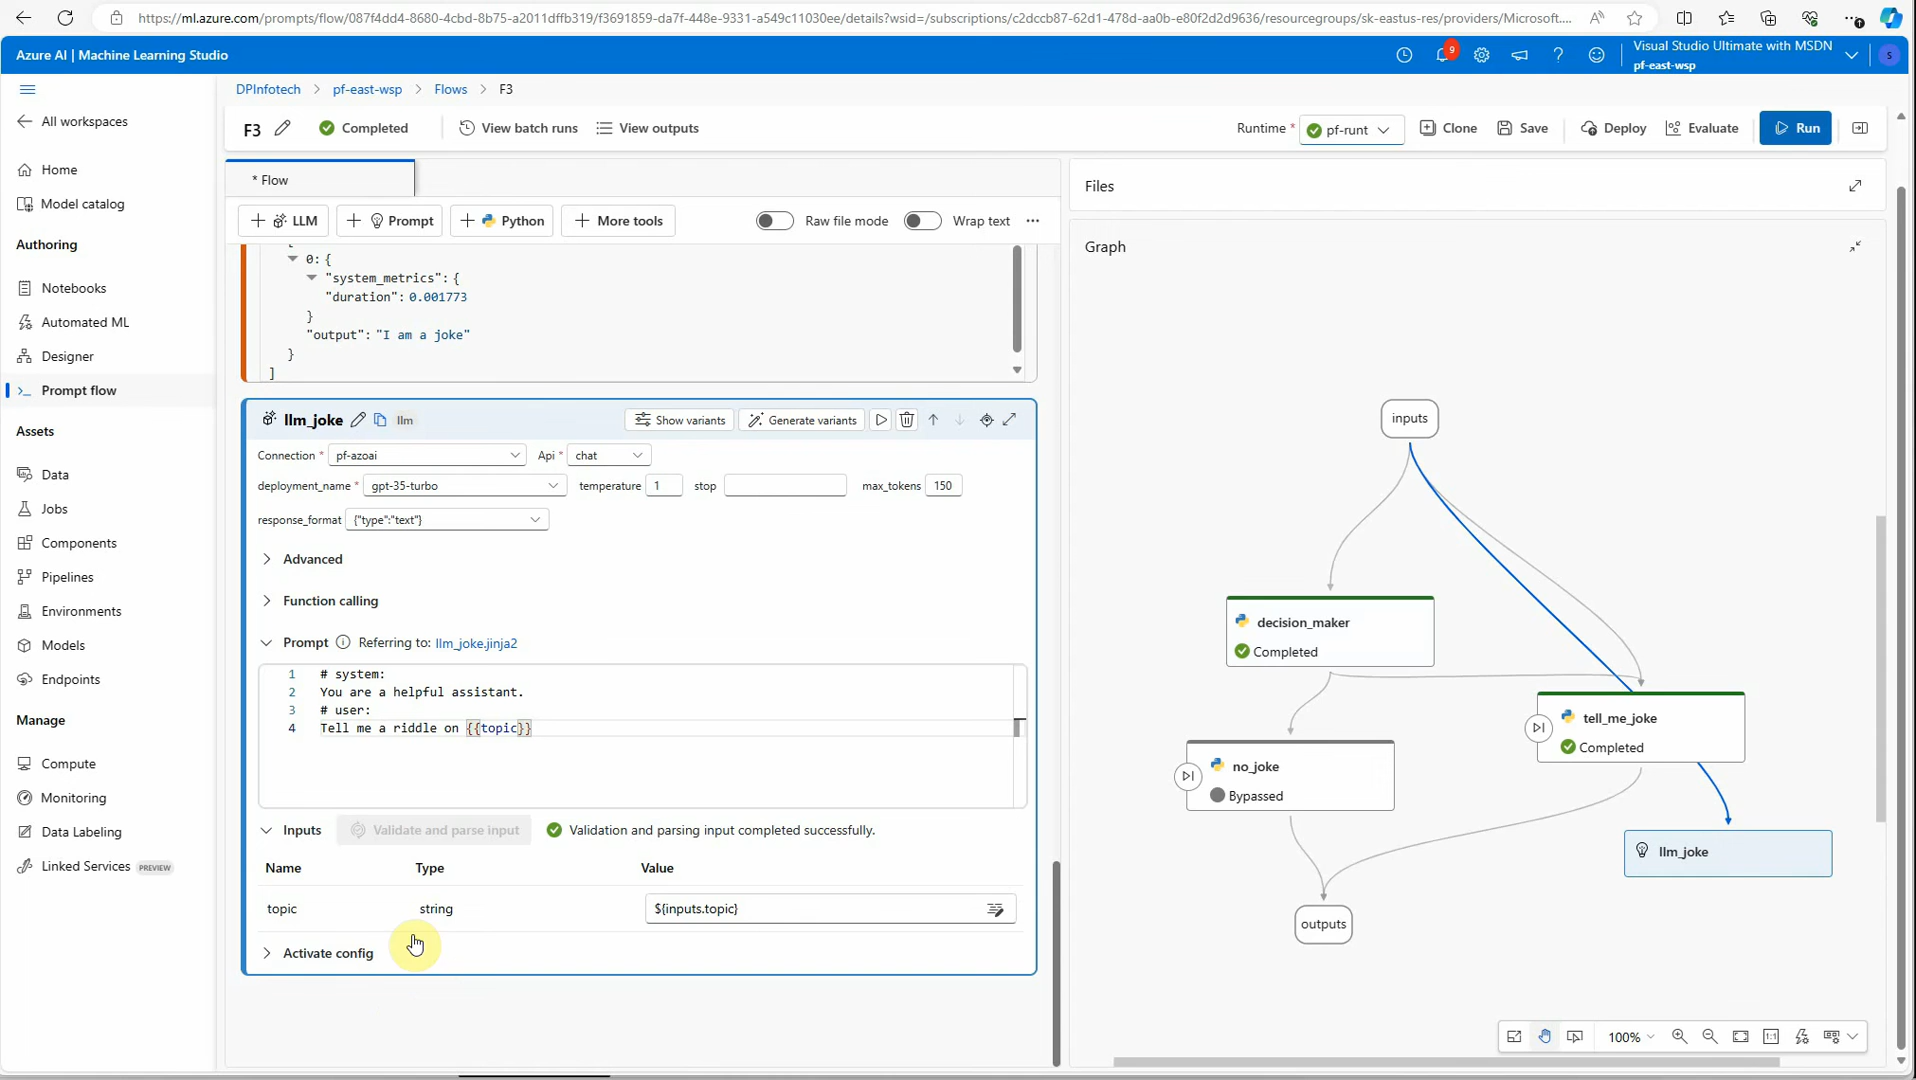 https://ml.azure.com/prompts/flow/087f4dd4-8680-4cbd-8b75-a2011dffb319/f3691859-da7f-448e-9331-a549c11030ee/details?wsid=/subscriptions/c2dccb87-62d1-478d-aa0b-e80f2d2d9636/resourcegroups/sk-eastus-res/providers/Microsoft....
Azure AI | Machine Learning Studio
9
Visual Studio Ultimate with MSDN
pf-east-wsp
S
All workspaces
Home
Model catalog
Authoring
Notebooks
Automated ML
Designer
Prompt flow
Assets
Data
Jobs
Components
Pipelines
Environments
Models
Endpoints
Manage
Compute
Monitoring
Data Labeling
Linked Services PREVIEW
DPInfotech > pf-east-wsp > Flows > F3
F3 Completed View batch runs View outputs
Runtime * pf-runt Clone Save Deploy Evaluate Run
* Flow
+ LLM + Prompt + Python + More tools Raw file mode Wrap text ...
[
0: {
"system_metrics": {
"duration": 0.001773
}
"output": "I am a joke"
}
]
llm_joke llm Show variants Generate variants
Connection * pf-azoai Api * chat
deployment_name * gpt-35-turbo temperature 1 stop max_tokens 150
response_format {"type":"text"}
Advanced
Function calling
Prompt Referring to: llm_joke.jinja2
1 # system:
2 You are a helpful assistant.
3 # user:
4 Tell me a riddle on {{topic}}
Inputs Validate and parse input Validation and parsing input completed successfully.
Name Type Value
topic string ${inputs.topic}
Activate config
Files
Graph
inputs
decision_maker
Completed
tell_me_joke
Completed
no_joke
Bypassed
llm_joke
outputs
100%
1:1